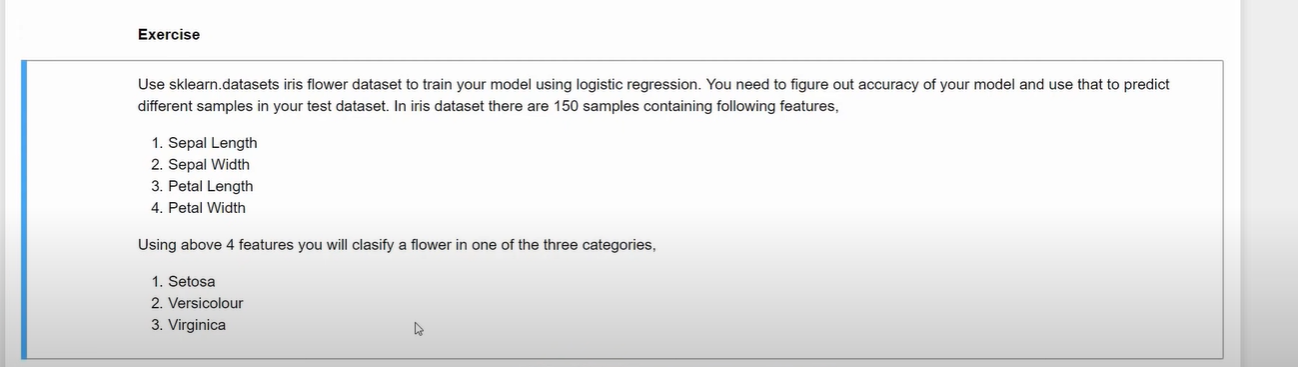 Exercise
Use sklearn.datasets iris flower dataset to train your model using logistic regression. You need to figure out accuracy of your model and use that to predict
different samples in your test dataset. In iris dataset there are 150 samples containing following features,
1. Sepal Length
2. Sepal Width
3. Petal Length
4. Petal Width
Using above 4 features you will clasify a flower in one of the three categories,
1. Setosa
2. Versicolour
3. Virginica